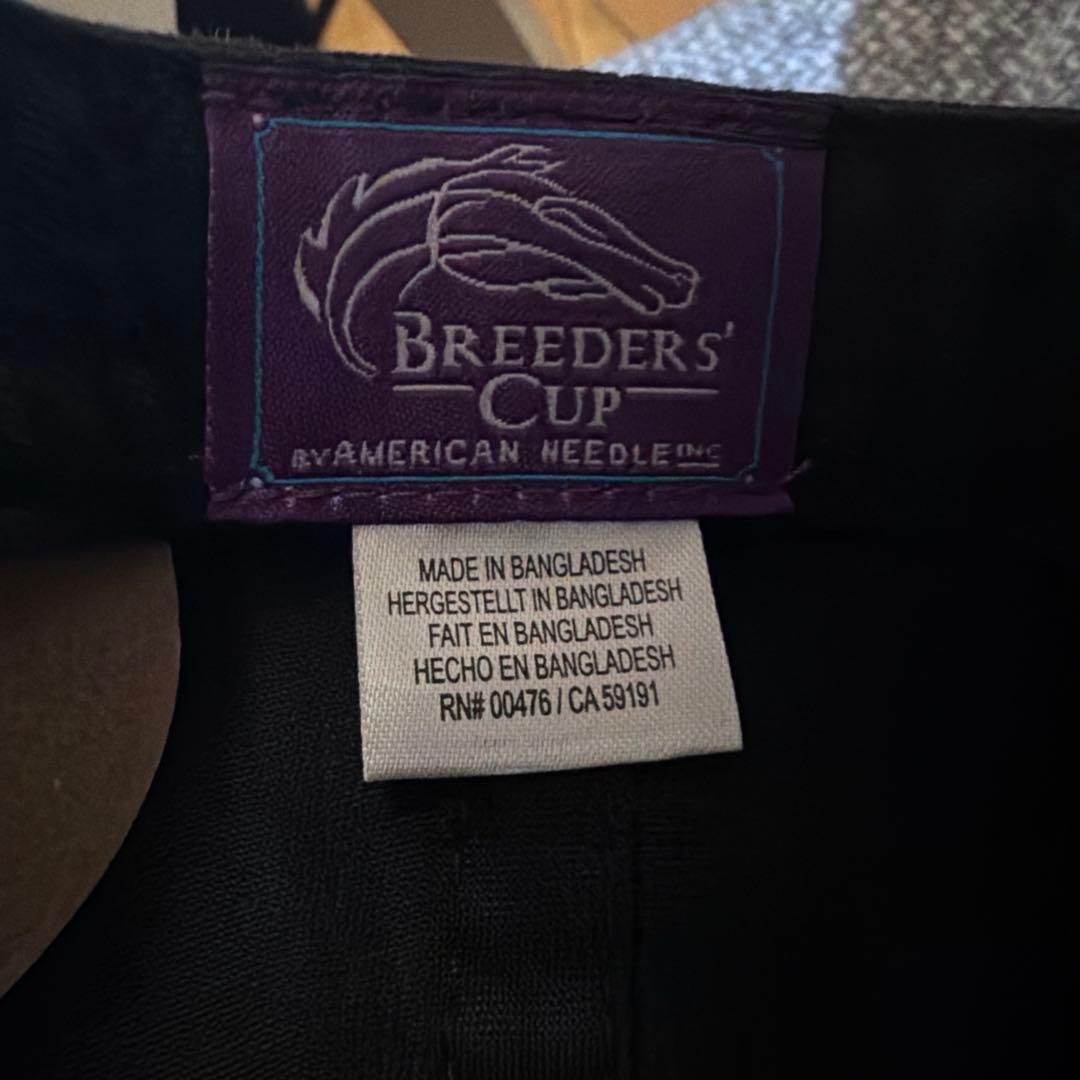 BREEDERS'
CUP
BY AMERICAN NEEDLE INC
MADE IN BANGLADESH
HERGESTELLT IN BANGLADESH
FAIT EN BANGLADESH
HECHO EN BANGLADESH
RN# 00476 / CA 59191